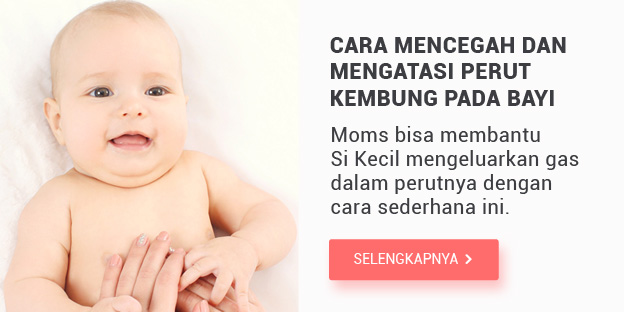 CARA MENCEGAH DAN
MENGATASI PERUT
KEMBUNG PADA BAYI
Moms bisa membantu
Si Kecil mengeluarkan gas
dalam perutnya dengan
cara sederhana ini.
SELENGKAPNYA